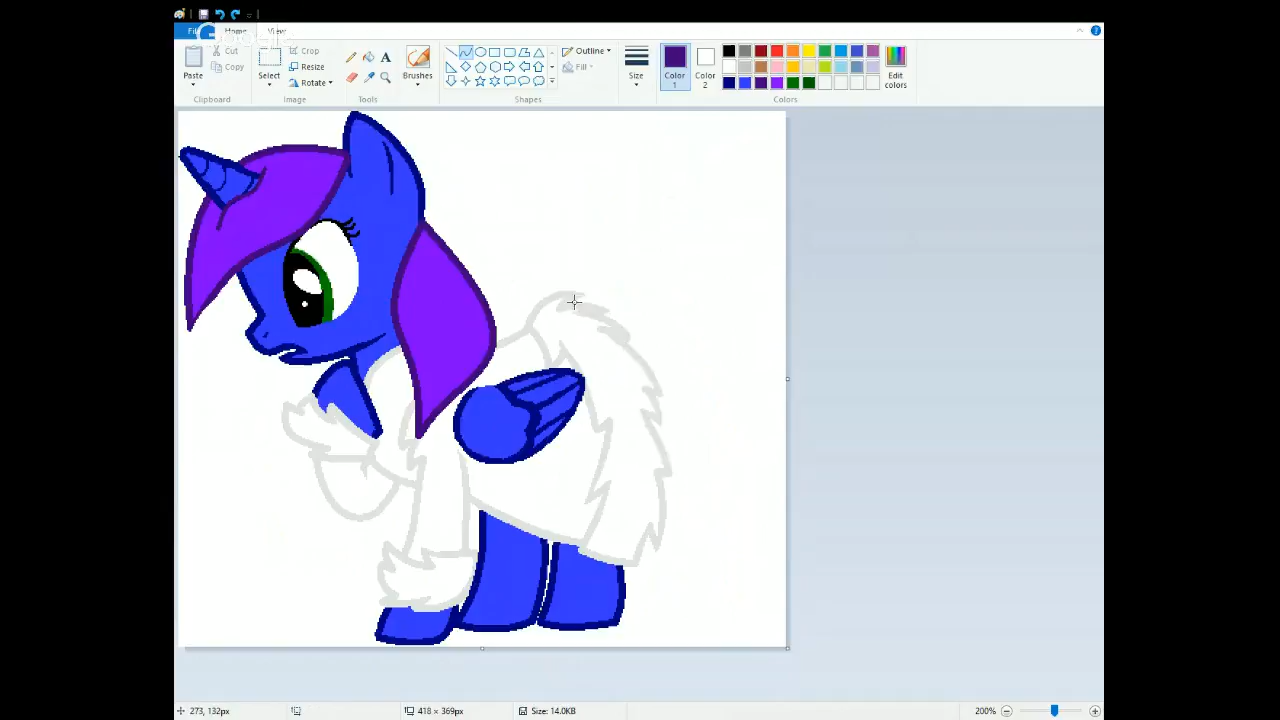 File Home View
Paste
Cut
Copy
Clipboard
Select
Crop
Resize
Rotate
Image
Tools
Brushes
Shapes
Outline
Fill
Size
Color 1
Color 2
Edit colors
Colors
273, 132px
418 × 369px
Size: 14.0KB
200%